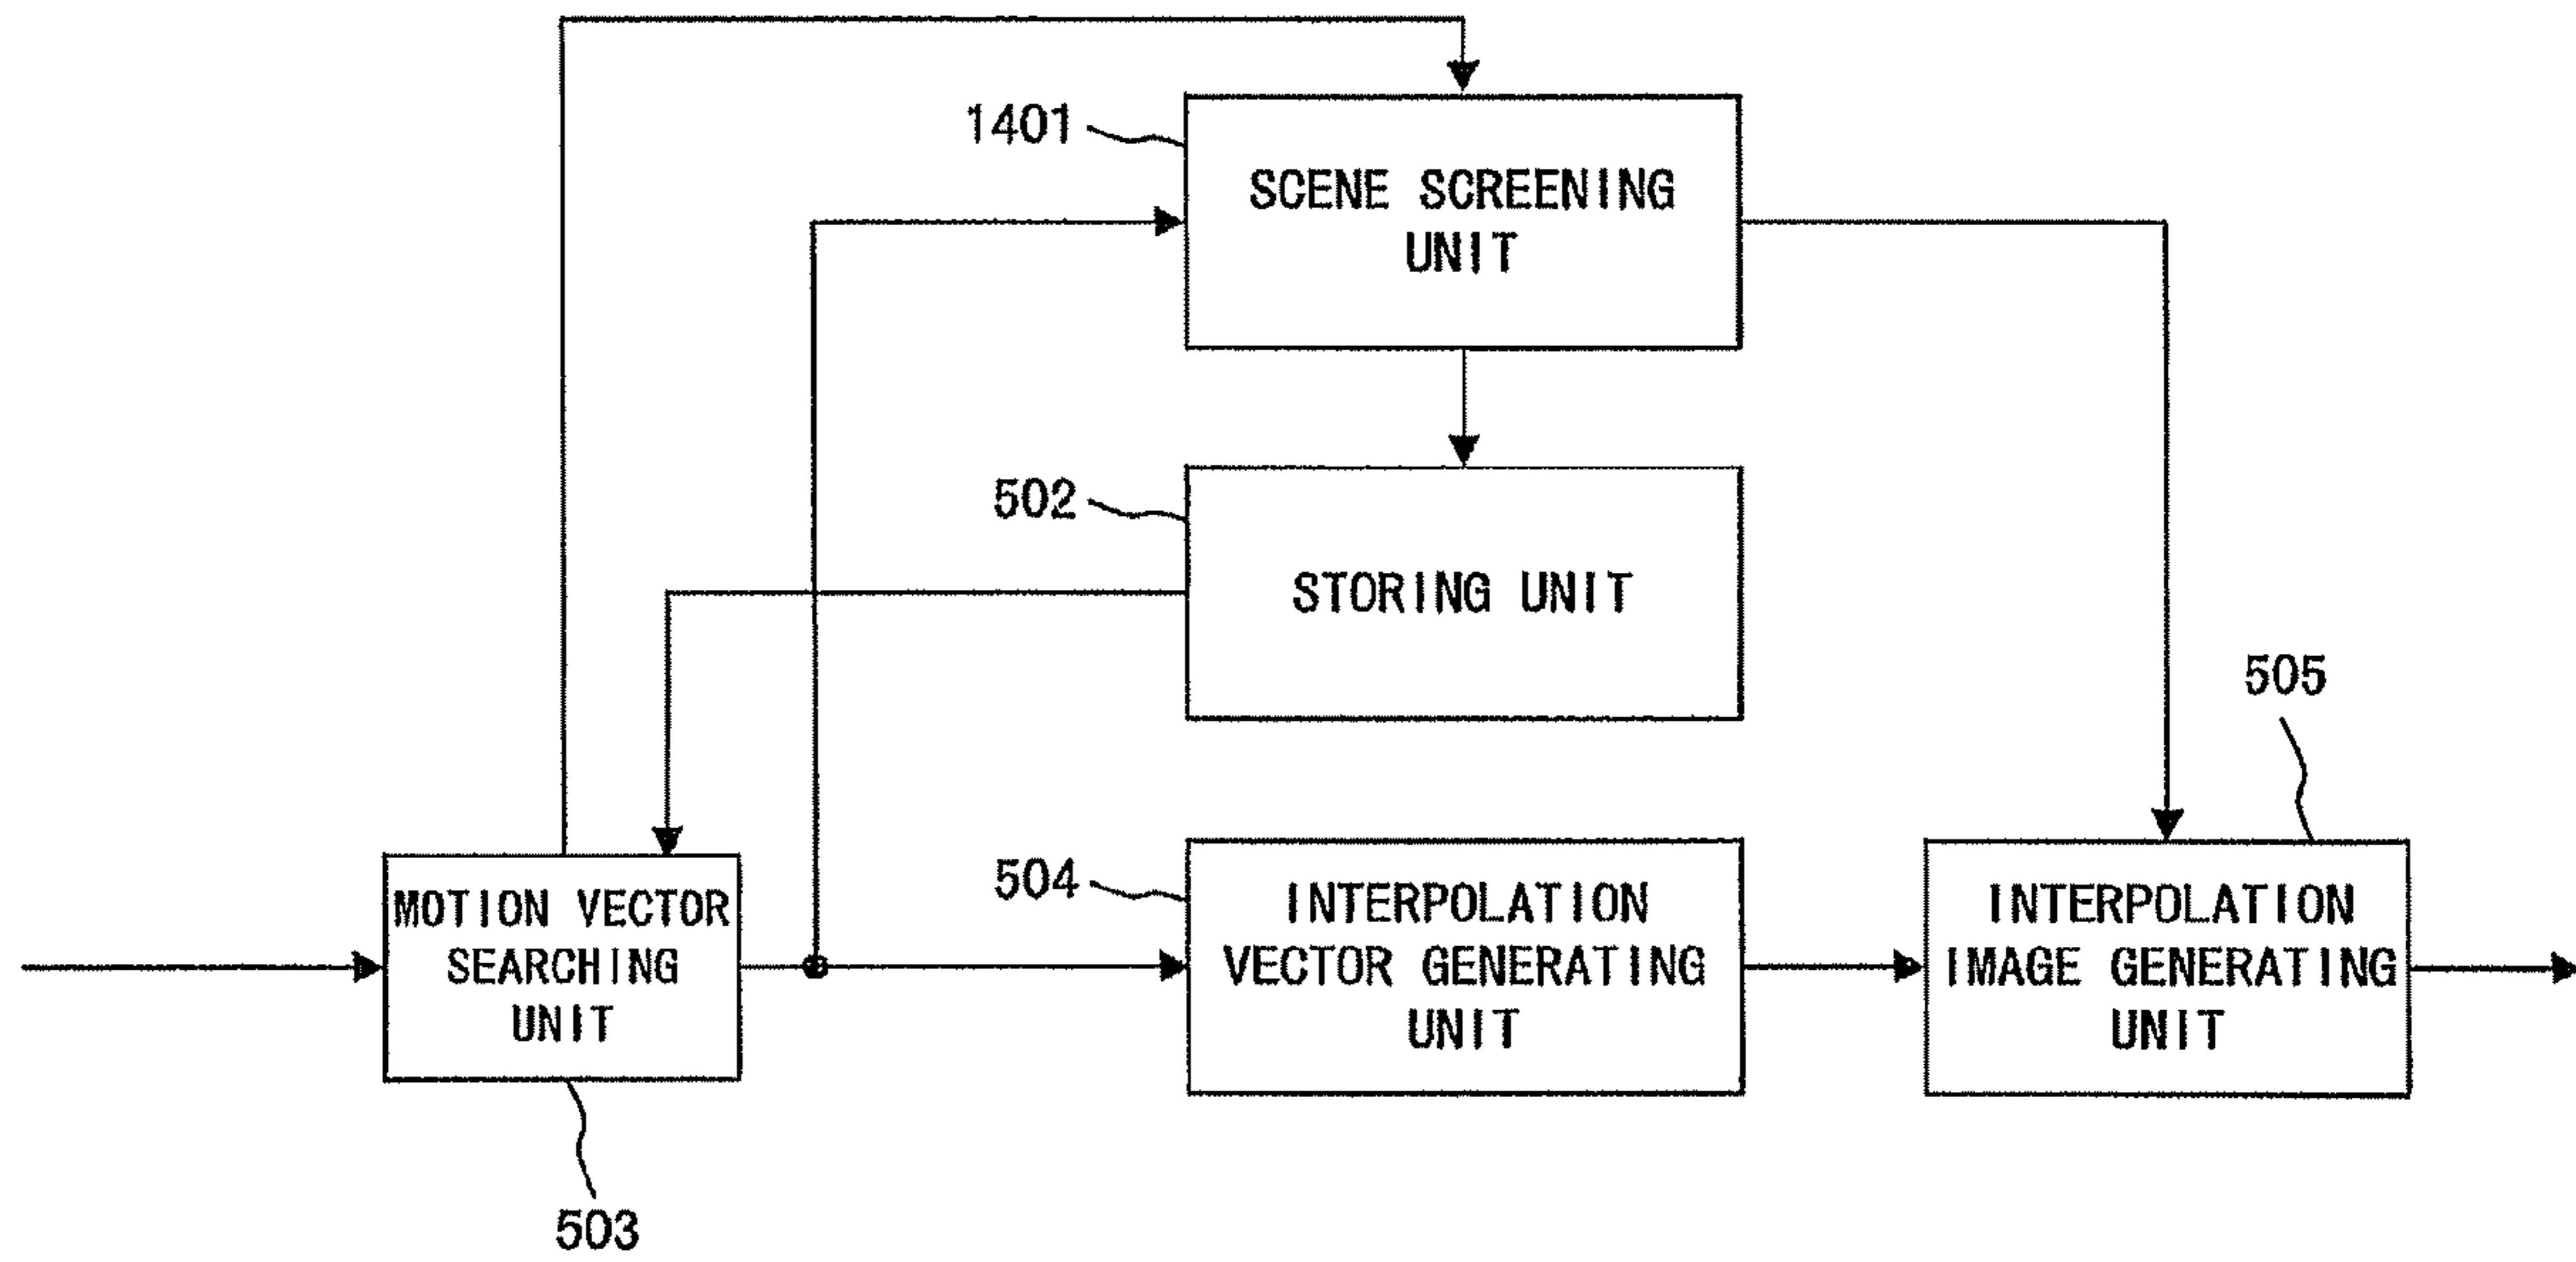 1401
SCENE SCREENING
UNIT
502
STORING UNIT
505
504
MOTION VECTOR
SEARCHING
UNIT
INTERPOLATION
VECTOR GENERATING
UNIT
INTERPOLATION
IMAGE GENERATING
UNIT
503